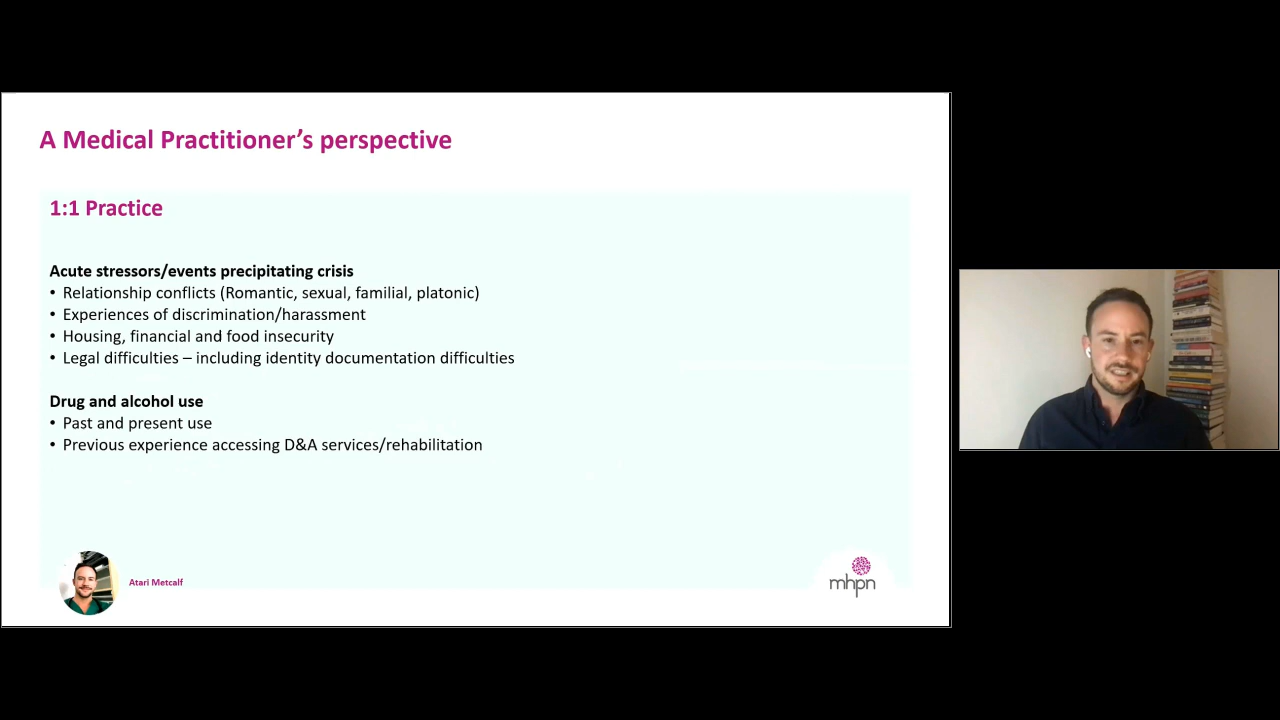 A Medical Practitioner’s perspective
1:1 Practice
Acute stressors/events precipitating crisis
• Relationship conflicts (Romantic, sexual, familial, platonic)
• Experiences of discrimination/harassment
• Housing, financial and food insecurity
• Legal difficulties – including identity documentation difficulties
Drug and alcohol use
• Past and present use
• Previous experience accessing D&A services/rehabilitation
Atari Metcalf
mhpn